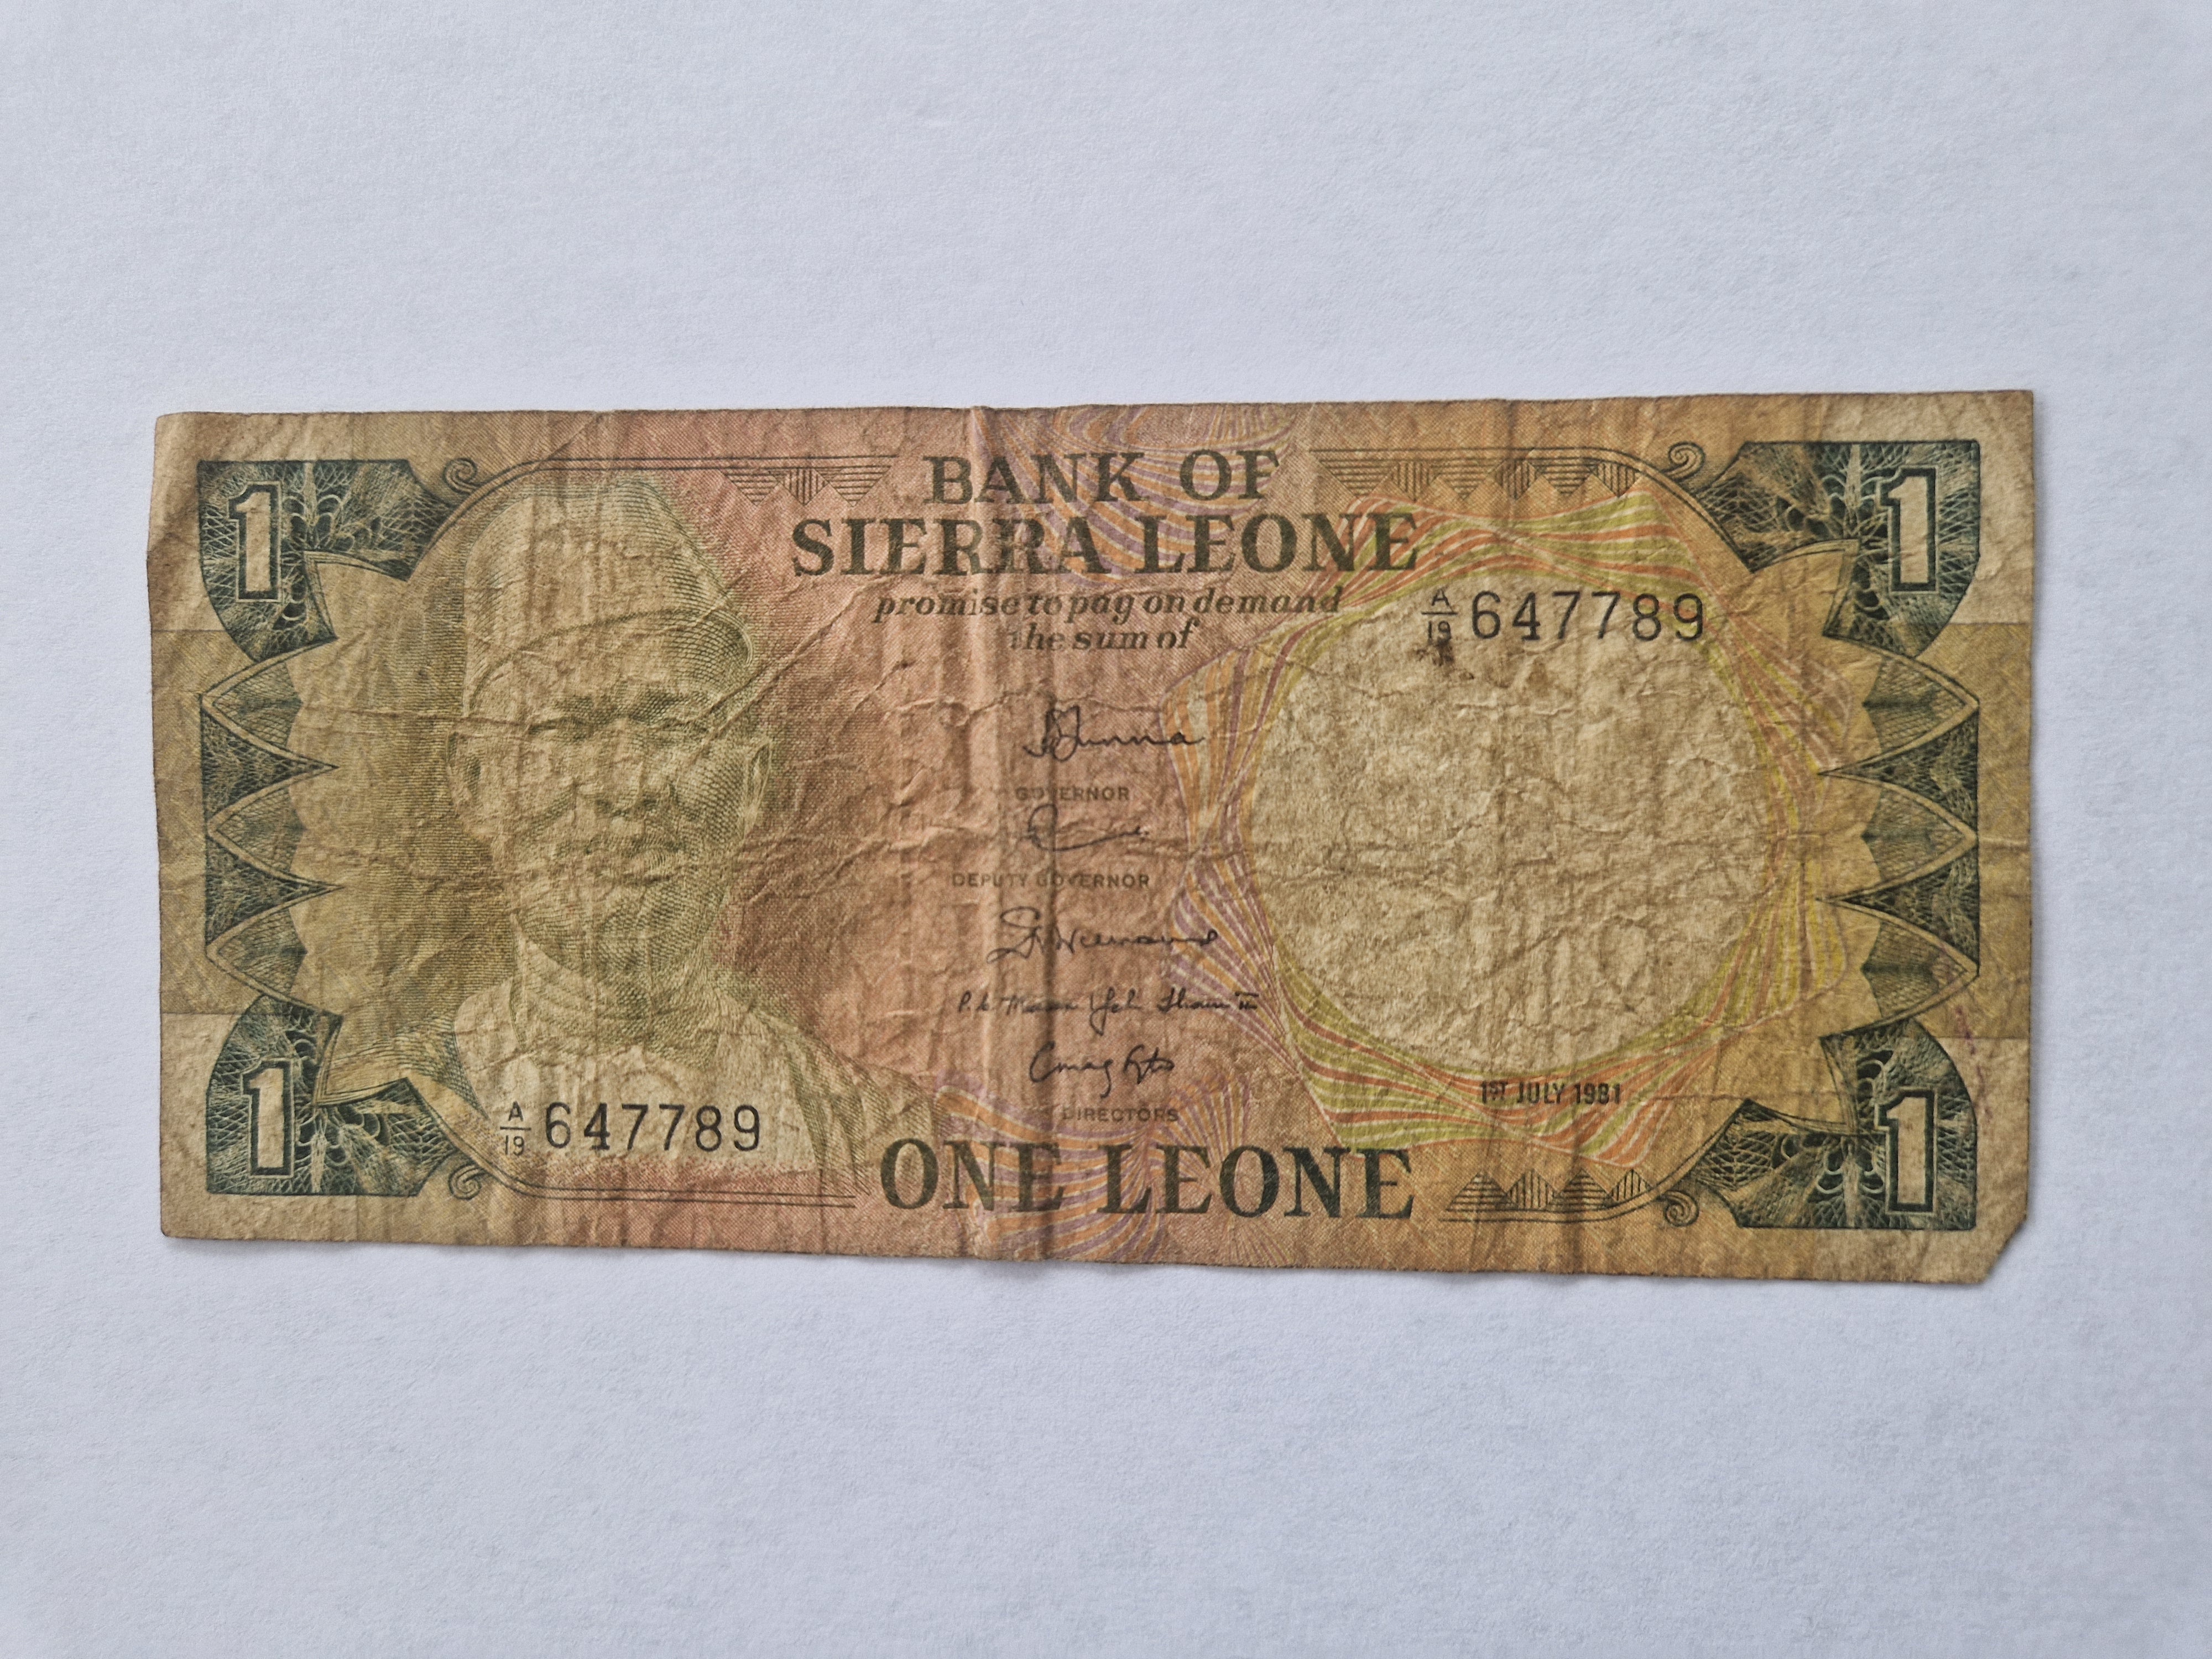 1
1
BANK OF
SIERRA LEONE
promise to pay on demand
the sum of
A/19 647789
GOVERNOR
DEPUTY GOVERNOR
DIRECTORS
1ST JULY 1981
A/19 647789
ONE LEONE
1
1